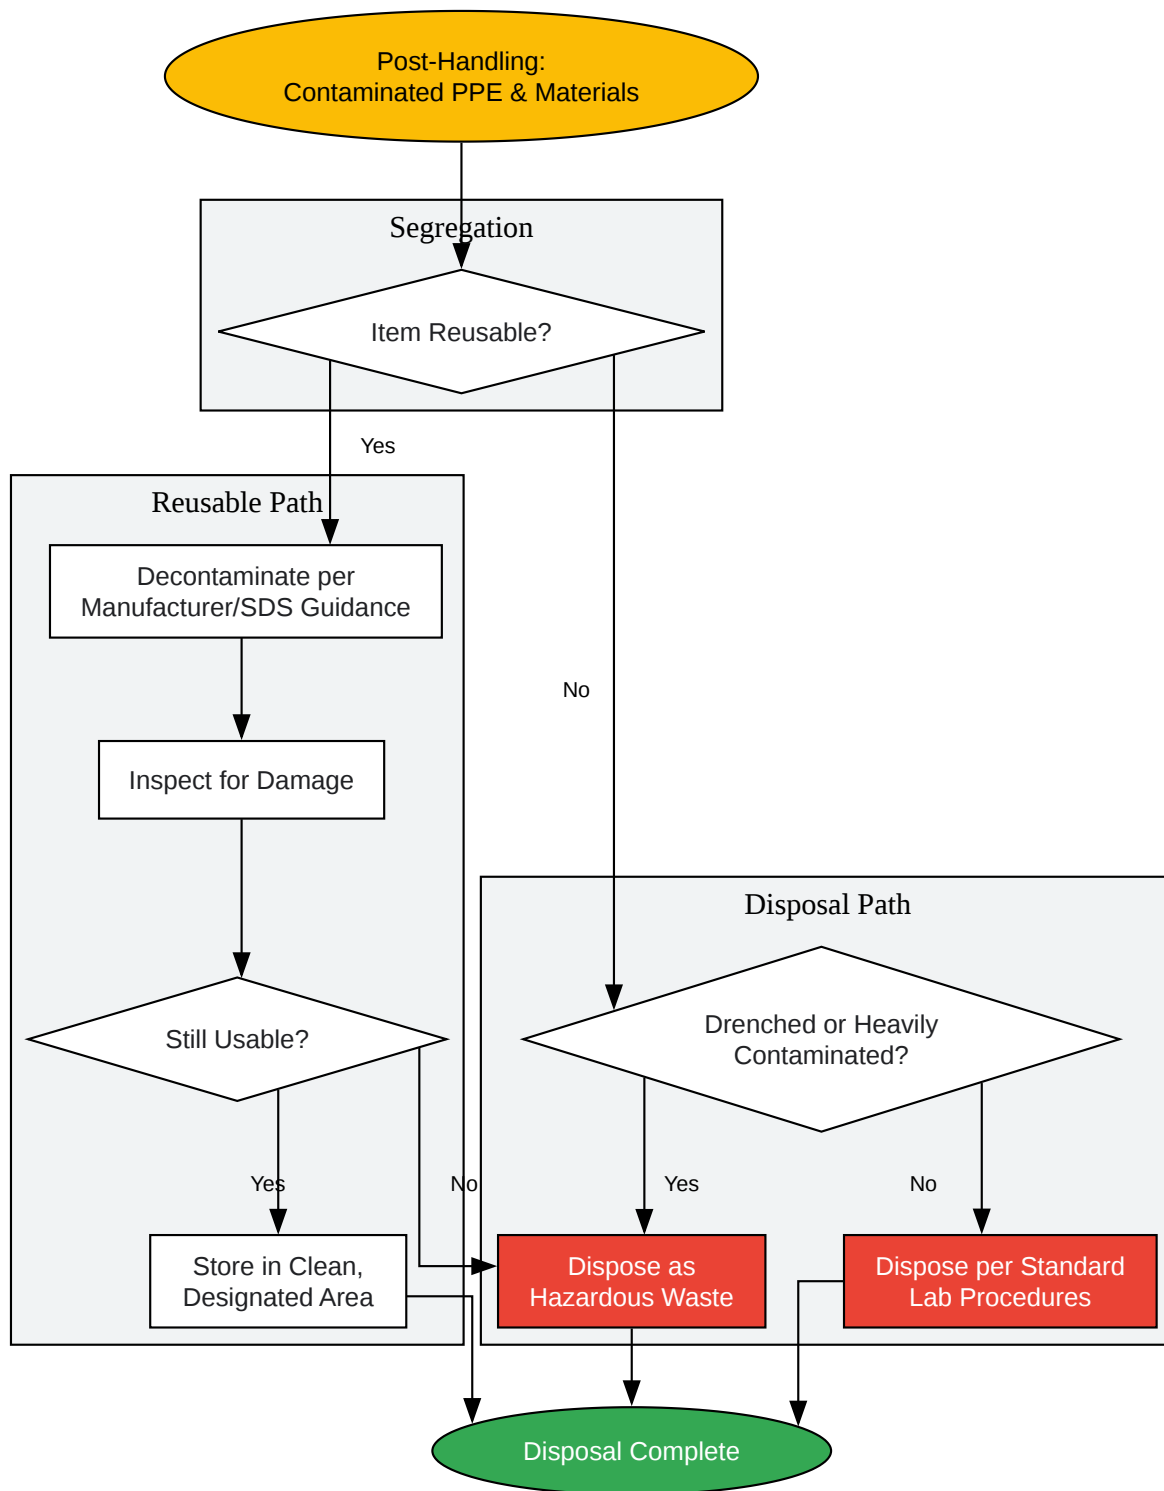 Post-Handling:
Contaminated PPE & Materials
Segregation
Item Reusable?
Yes
Reusable Path
Decontaminate per
Manufacturer/SDS Guidance
No
Inspect for Damage
Disposal Path
Still Usable?
Drenched or Heavily
Contaminated?
Yes
No
Yes
No
Store in Clean,
Designated Area
Dispose as
Hazardous Waste
Dispose per Standard
Lab Procedures
Disposal Complete